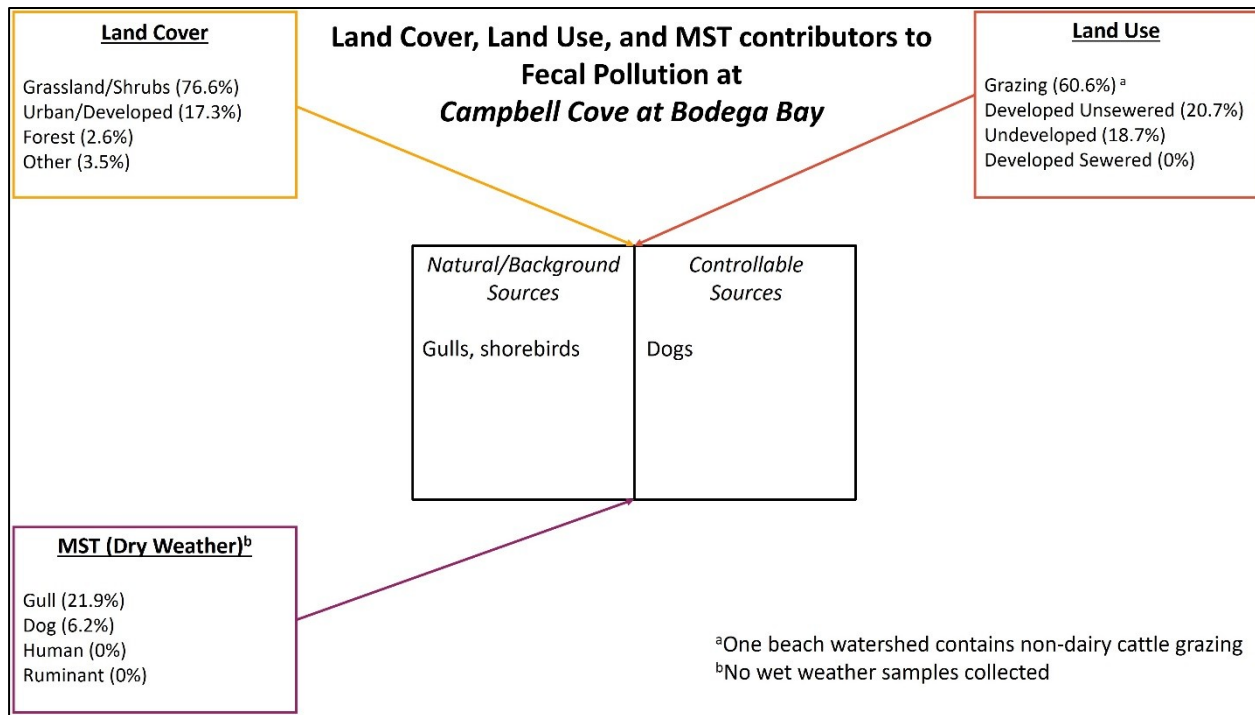 Land Cover, Land Use, and MST contributors to
Fecal Pollution at
Campbell Cove at Bodega Bay
Land Cover
Grassland/Shrubs (76.6%)
Urban/Developed (17.3%)
Forest (2.6%)
Other (3.5%)
Land Use
Grazing (60.6%) ᵃ
Developed Unsewered (20.7%)
Undeveloped (18.7%)
Developed Sewered (0%)
Natural/Background
Sources
Gulls, shorebirds
Controllable
Sources
Dogs
MST (Dry Weather)ᵇ
Gull (21.9%)
Dog (6.2%)
Human (0%)
Ruminant (0%)
ᵃOne beach watershed contains non-dairy cattle grazing
ᵇNo wet weather samples collected